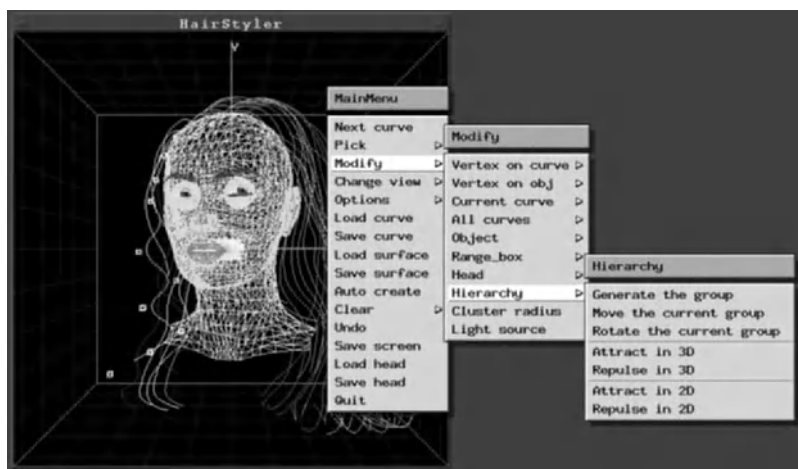 HairStyler
V
MainMenu
Next curve
Pick
Modify
Change view
Options
Load curve
Save curve
Load surface
Save surface
Auto create
Clear
Undo
Save screen
Load head
Save head
Quit
Modify
Vertex on curve
Vertex on obj
Current curve
All curves
Object
Range_box
Head
Hierarchy
Cluster radius
Light source
Hierarchy
Generate the group
Move the current group
Rotate the current group
Attract in 3D
Repulse in 3D
Attract in 2D
Repulse in 2D